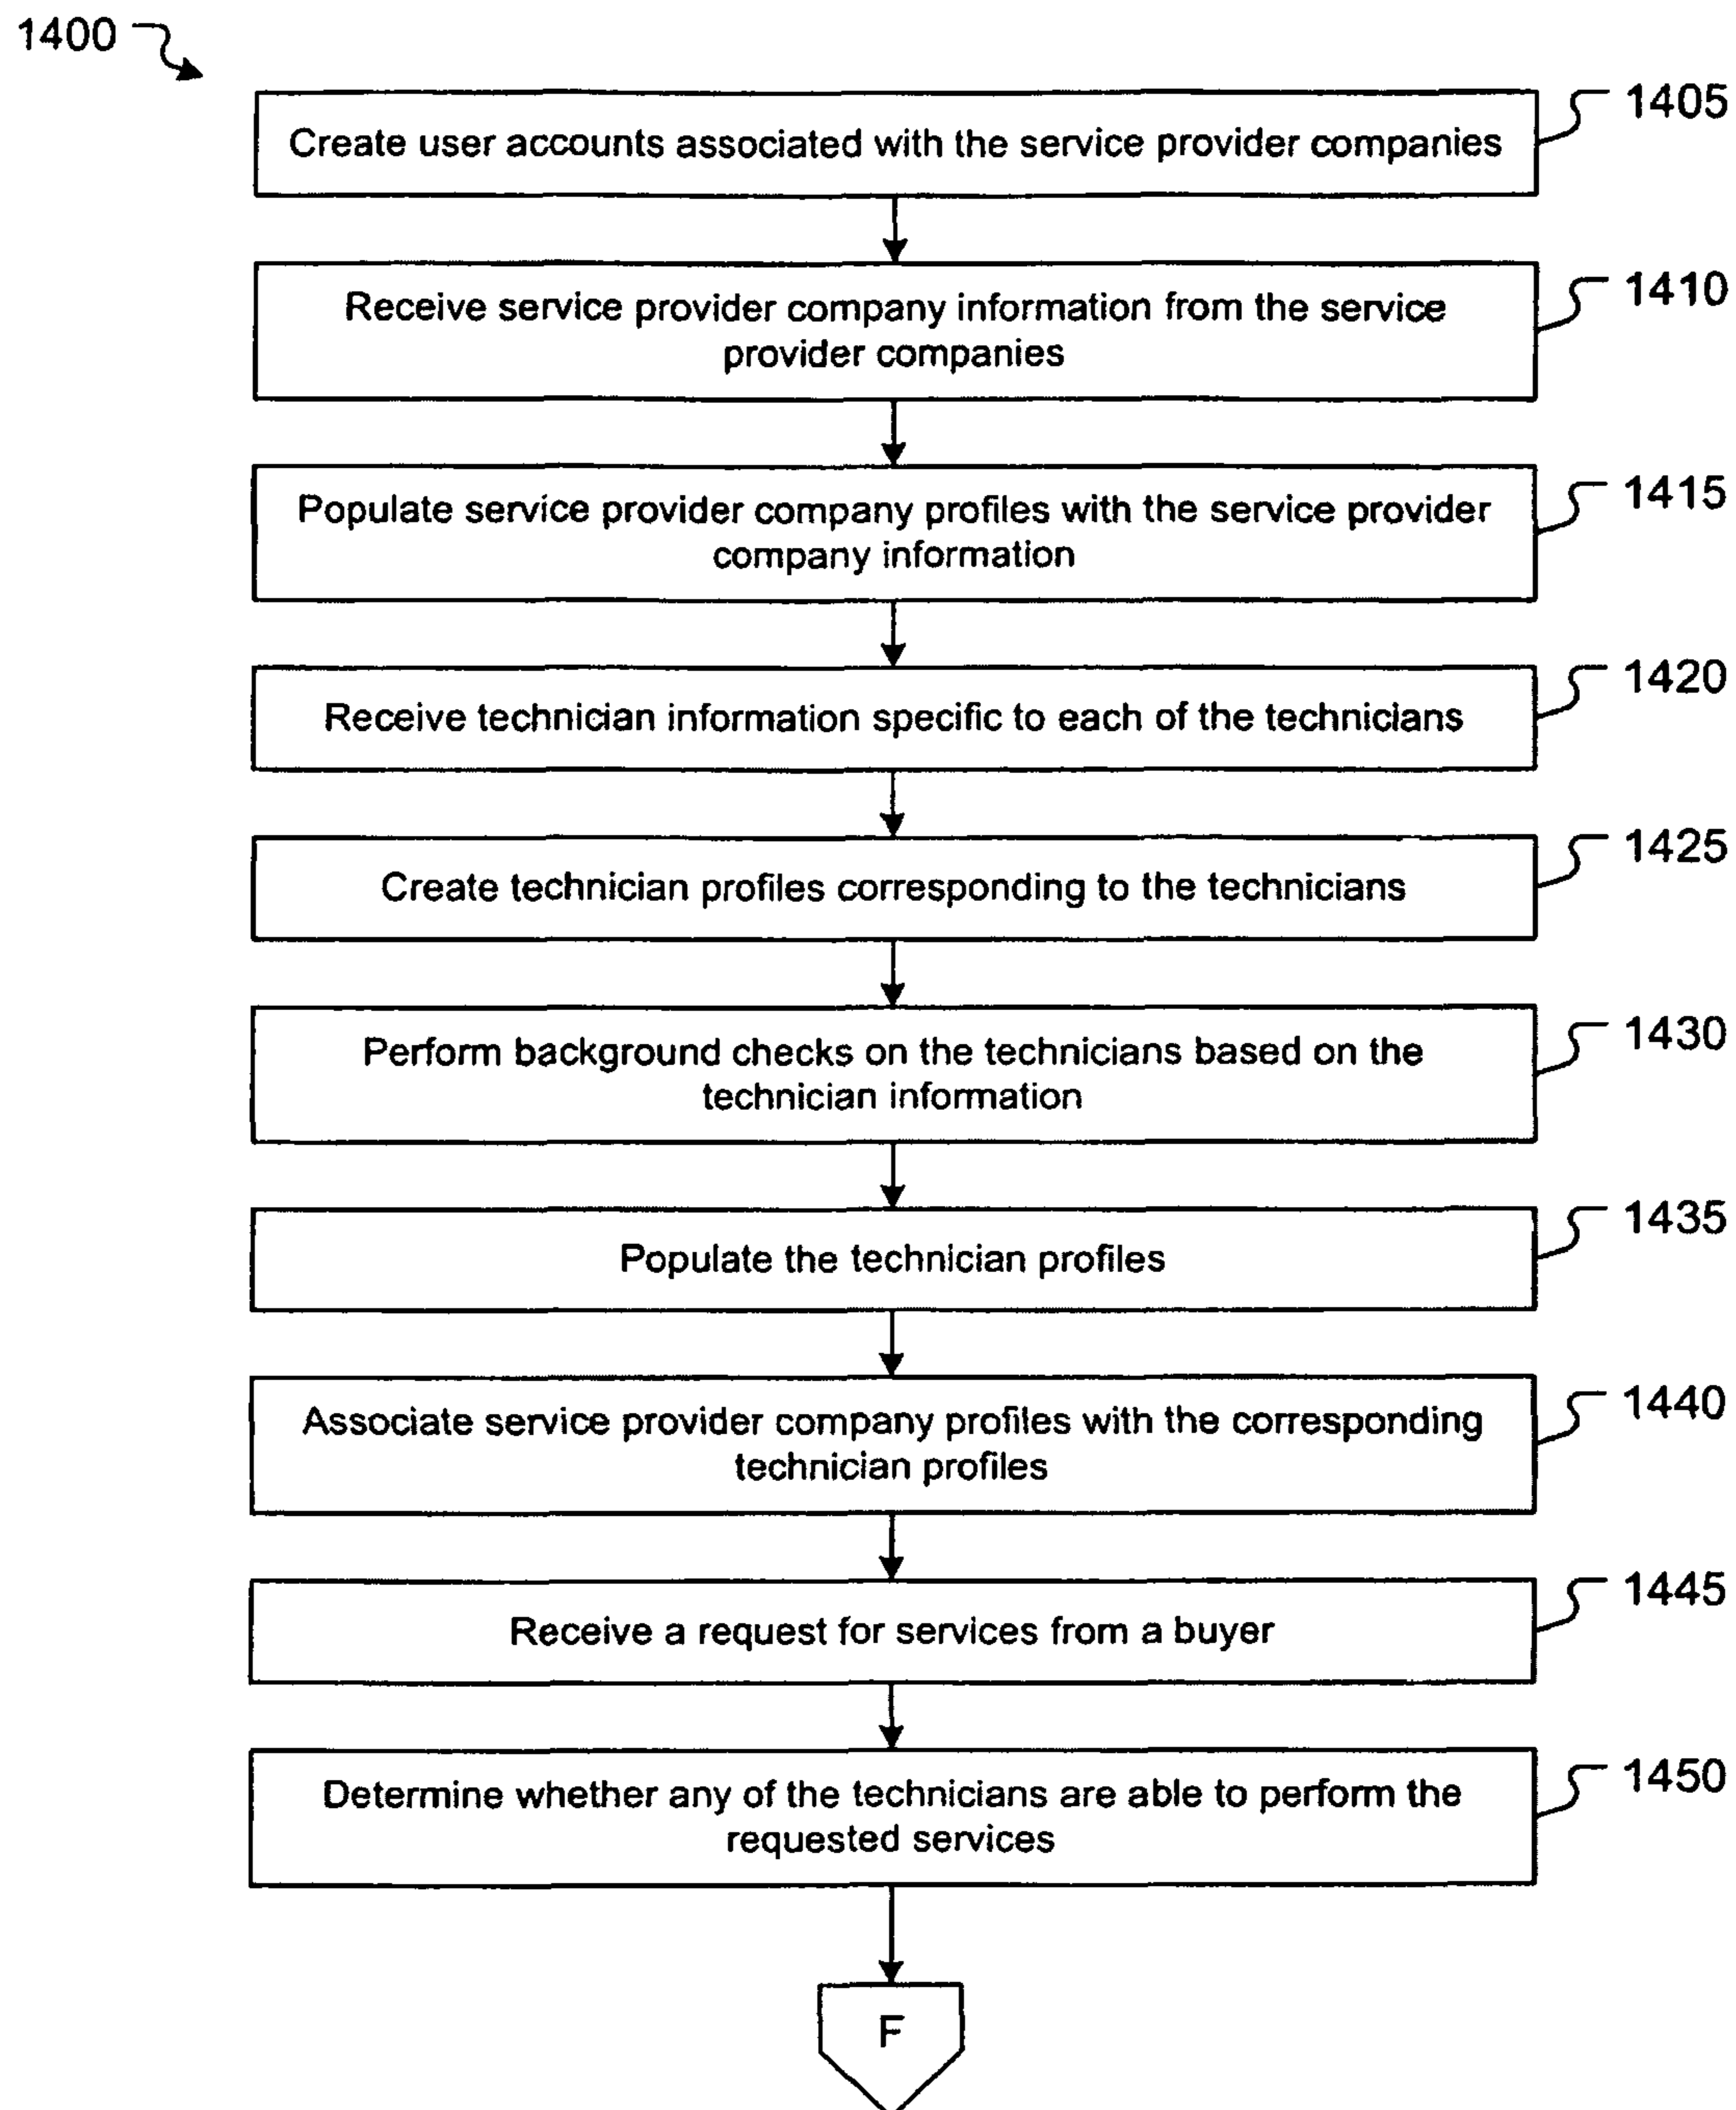 1400
Create user accounts associated with the service provider companies
1405
Receive service provider company information from the service
provider companies
1410
Populate service provider company profiles with the service provider
company information
1415
Receive technician information specific to each of the technicians
1420
Create technician profiles corresponding to the technicians
1425
Perform background checks on the technicians based on the
technician information
1430
Populate the technician profiles
1435
Associate service provider company profiles with the corresponding
technician profiles
1440
Receive a request for services from a buyer
1445
Determine whether any of the technicians are able to perform the
requested services
1450
F